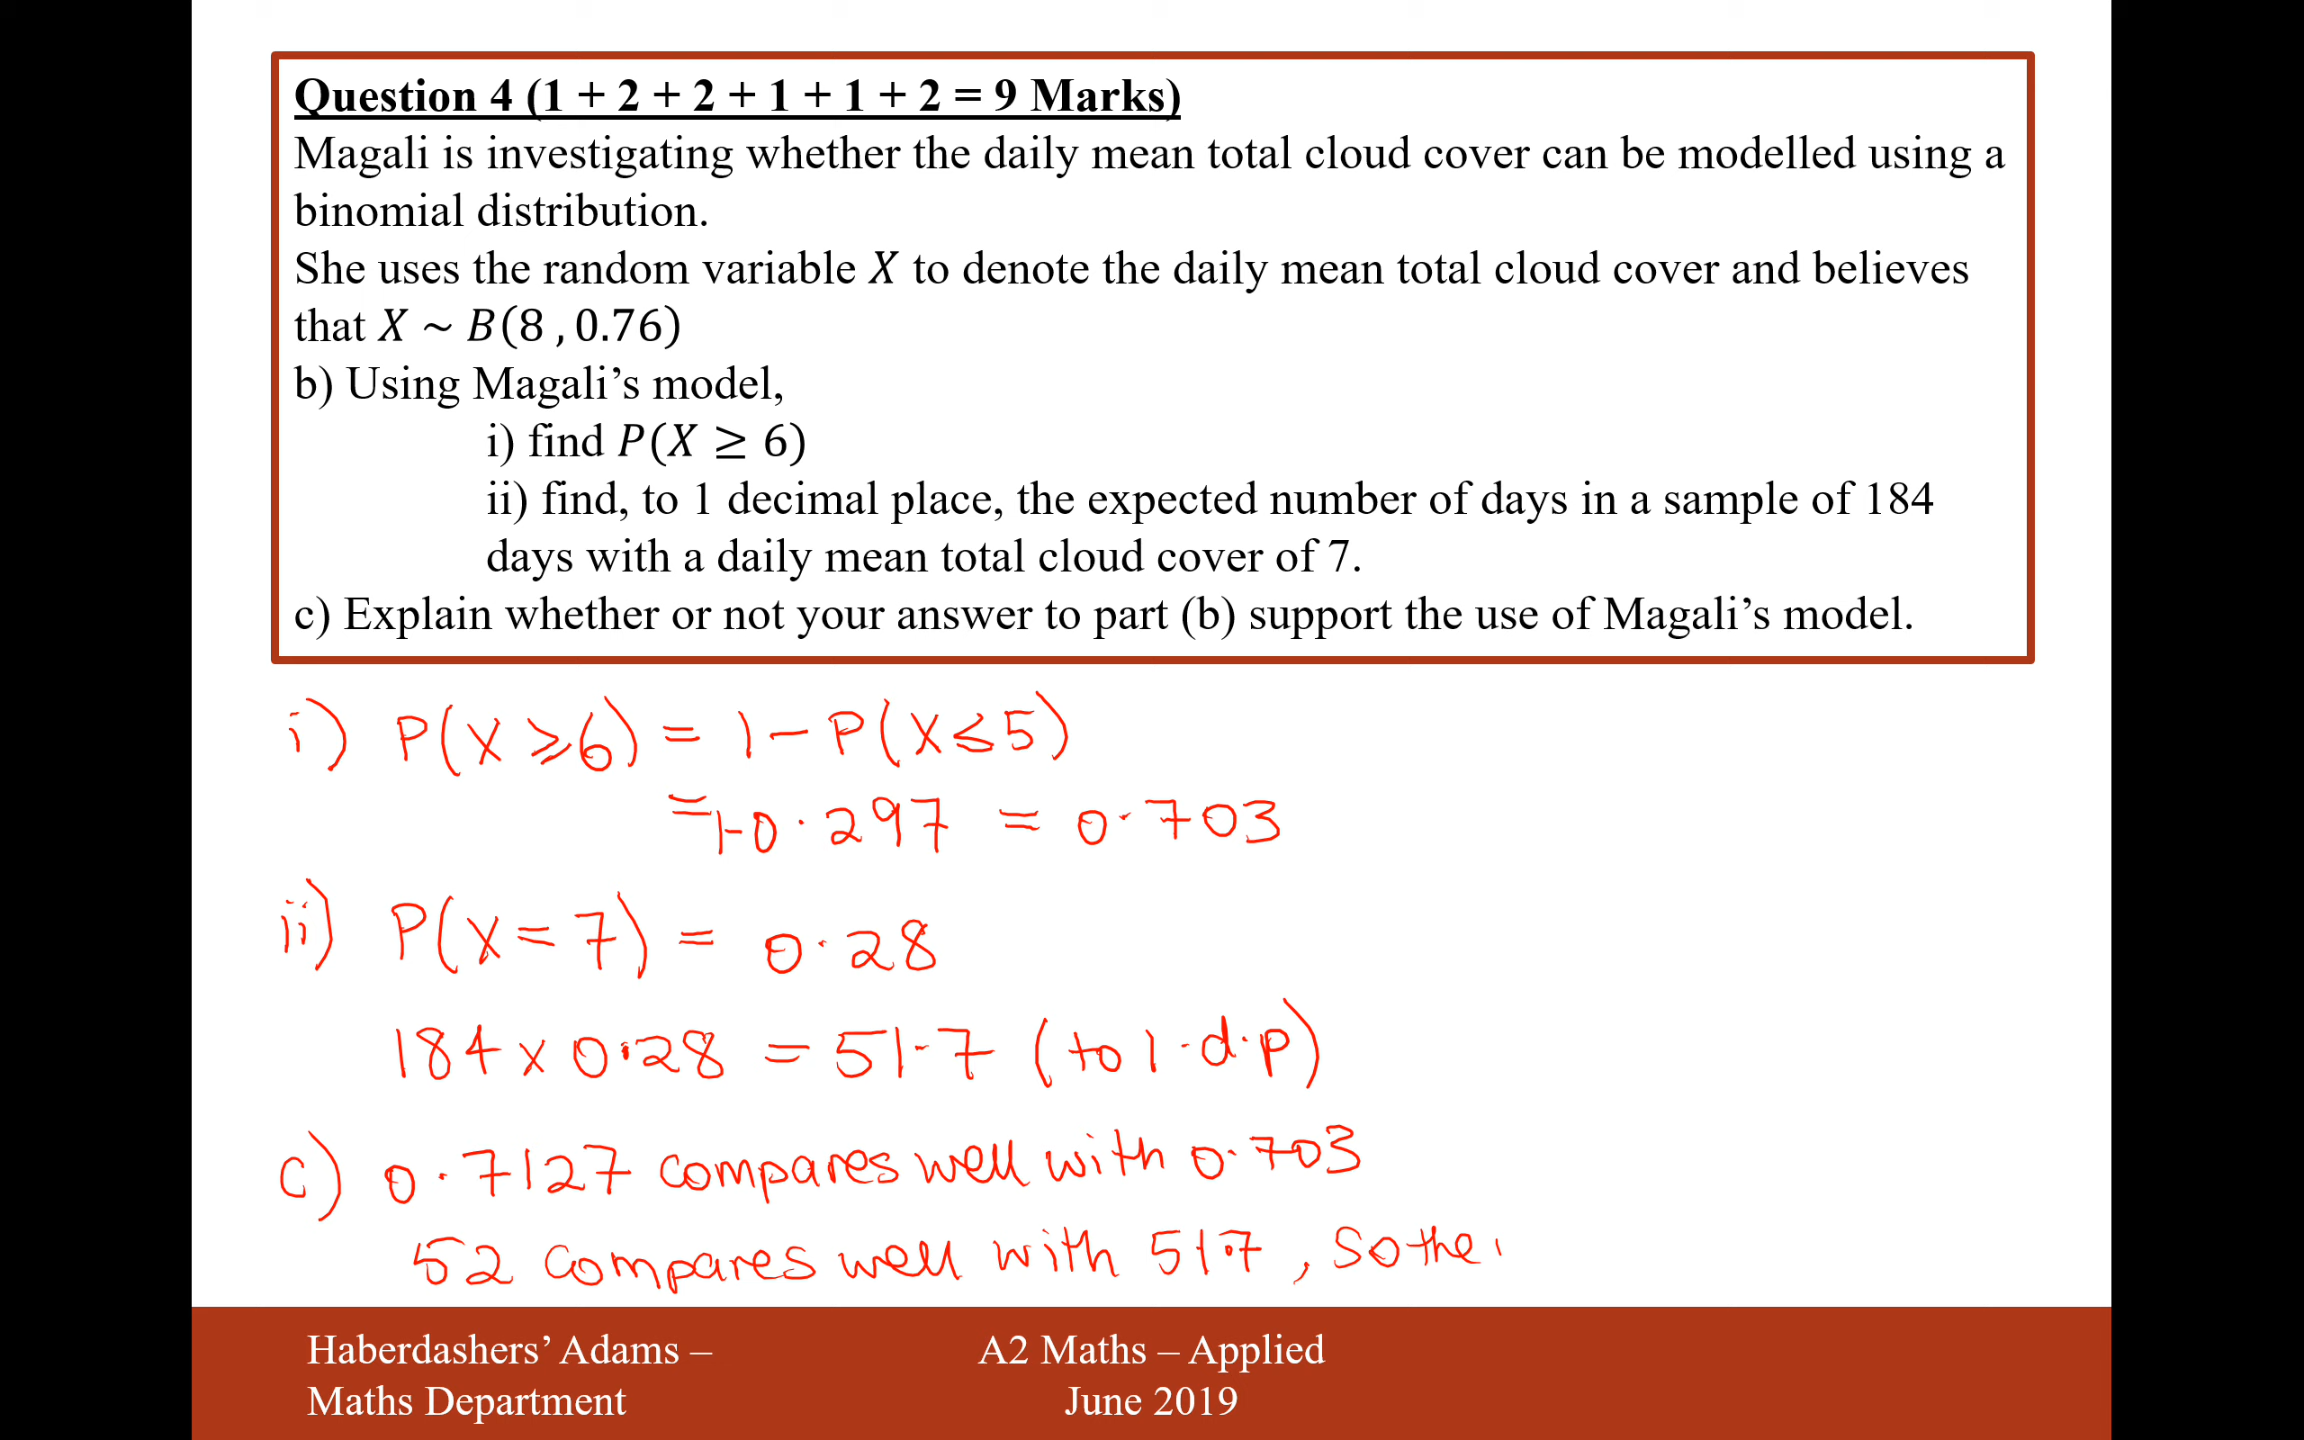 Question 4 (1 + 2 + 2 + 1 + 1 + 2 = 9 Marks)
Magali is investigating whether the daily mean total cloud cover can be modelled using a
binomial distribution.
She uses the random variable X to denote the daily mean total cloud cover and believes
that X ~ B(8 , 0.76)
b) Using Magali’s model,
i) find P(X ≥ 6)
ii) find, to 1 decimal place, the expected number of days in a sample of 184
days with a daily mean total cloud cover of 7.
c) Explain whether or not your answer to part (b) support the use of Magali’s model.
i) P(X ≥ 6) = 1 - P(X ≤ 5)
= 1-0.297 = 0.703
ii) P(X = 7) = 0.28
184 x 0.28 = 51.7 (to 1.d.p)
c) 0.7127 compares well with 0.703
52 compares well with 51.7, so the
Haberdashers’ Adams –
Maths Department
A2 Maths – Applied
June 2019